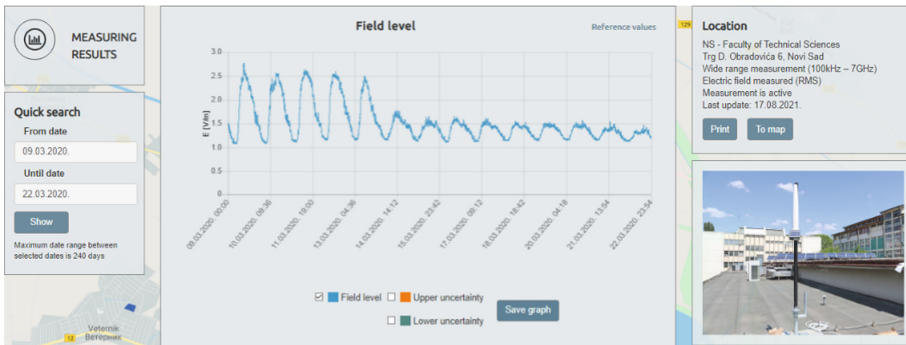 MEASURING
RESULTS
Quick search
From date
09.03.2020.
Until date
22.03.2020.
Show
Maximum date range between
selected dates is 240 days
Field level
Reference values
E [V/m]
3.0
2.5
2.0
1.5
1.0
0.5
0
09.03.2020. 00:00
10.03.2020. 09:36
11.03.2020. 19:00
13.03.2020. 04:36
14.03.2020. 14:12
15.03.2020. 23:42
17.03.2020. 09:12
18.03.2020. 18:42
20.03.2020. 04:18
21.03.2020. 13:54
22.03.2020. 23:54
Field level
Upper uncertainty
Lower uncertainty
Save graph
129
Location
NS - Faculty of Technical Sciences
Trg D. Obradovića 6, Novi Sad
Wide range measurement (100kHz – 7GHz)
Electric field measured (RMS)
Measurement is active
Last update: 17.08.2021.
Print
To map
Veternik
Ветерник
12